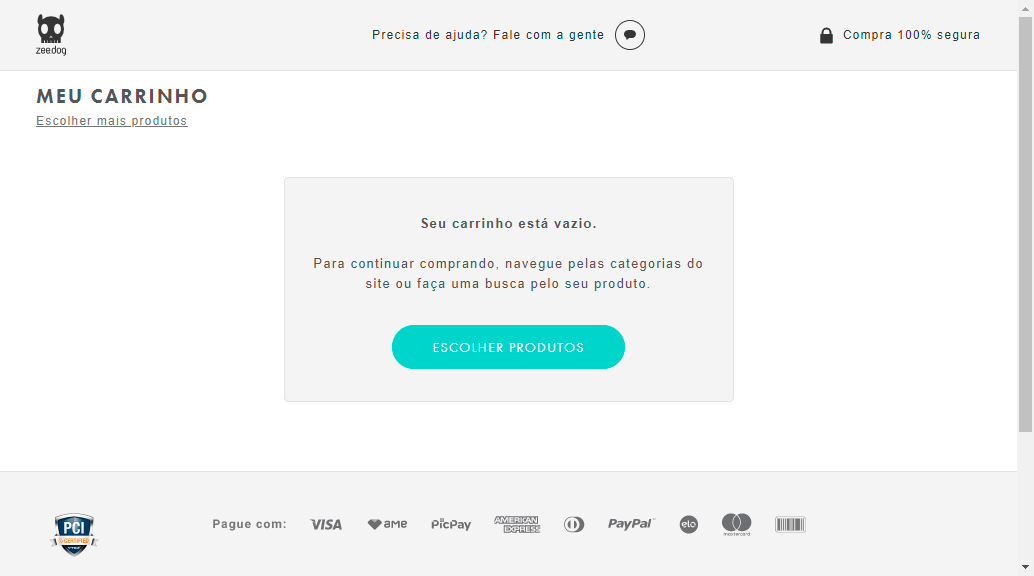 zee.dog
Precisa de ajuda? Fale com a gente
Compra 100% segura
MEU CARRINHO
Escolher mais produtos
Seu carrinho está vazio.
Para continuar comprando, navegue pelas categorias do
site ou faça uma busca pelo seu produto.
ESCOLHER PRODUTOS
PCI
CERTIFIED
Pague com:
VISA
AME
PicPay
AMERICAN
EXPRESS
PayPal
elo
mastercard